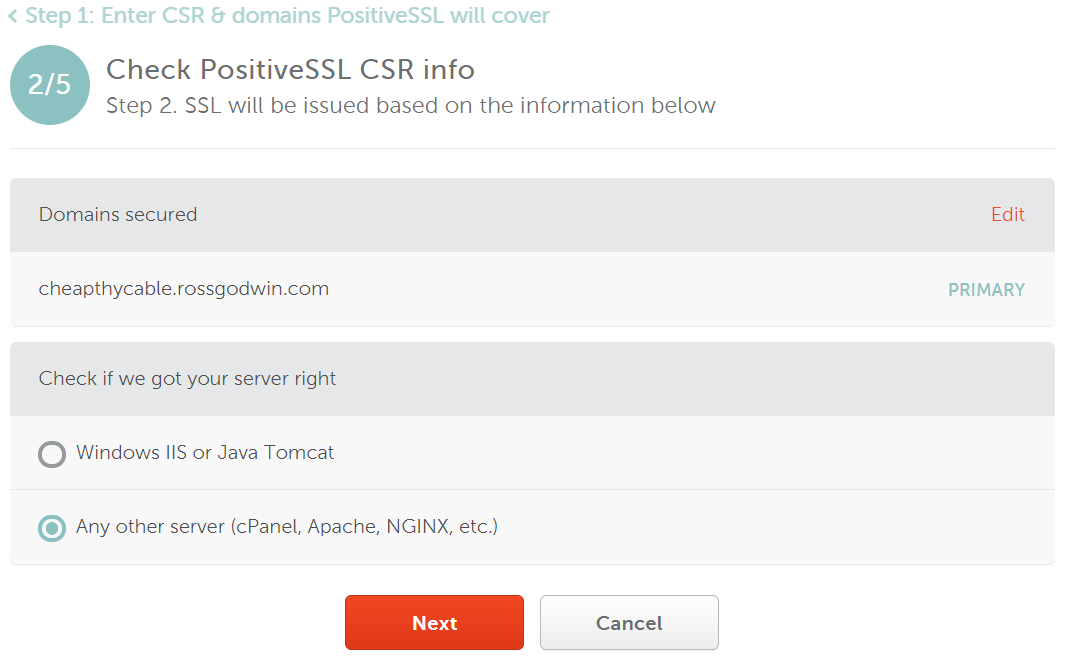 ‹ Step 1: Enter CSR & domains PositiveSSL will cover
2/5
Check PositiveSSL CSR info
Step 2. SSL will be issued based on the information below
Domains secured Edit
cheapthycable.rossgodwin.com PRIMARY
Check if we got your server right
Windows IIS or Java Tomcat
Any other server (cPanel, Apache, NGINX, etc.)
Next Cancel